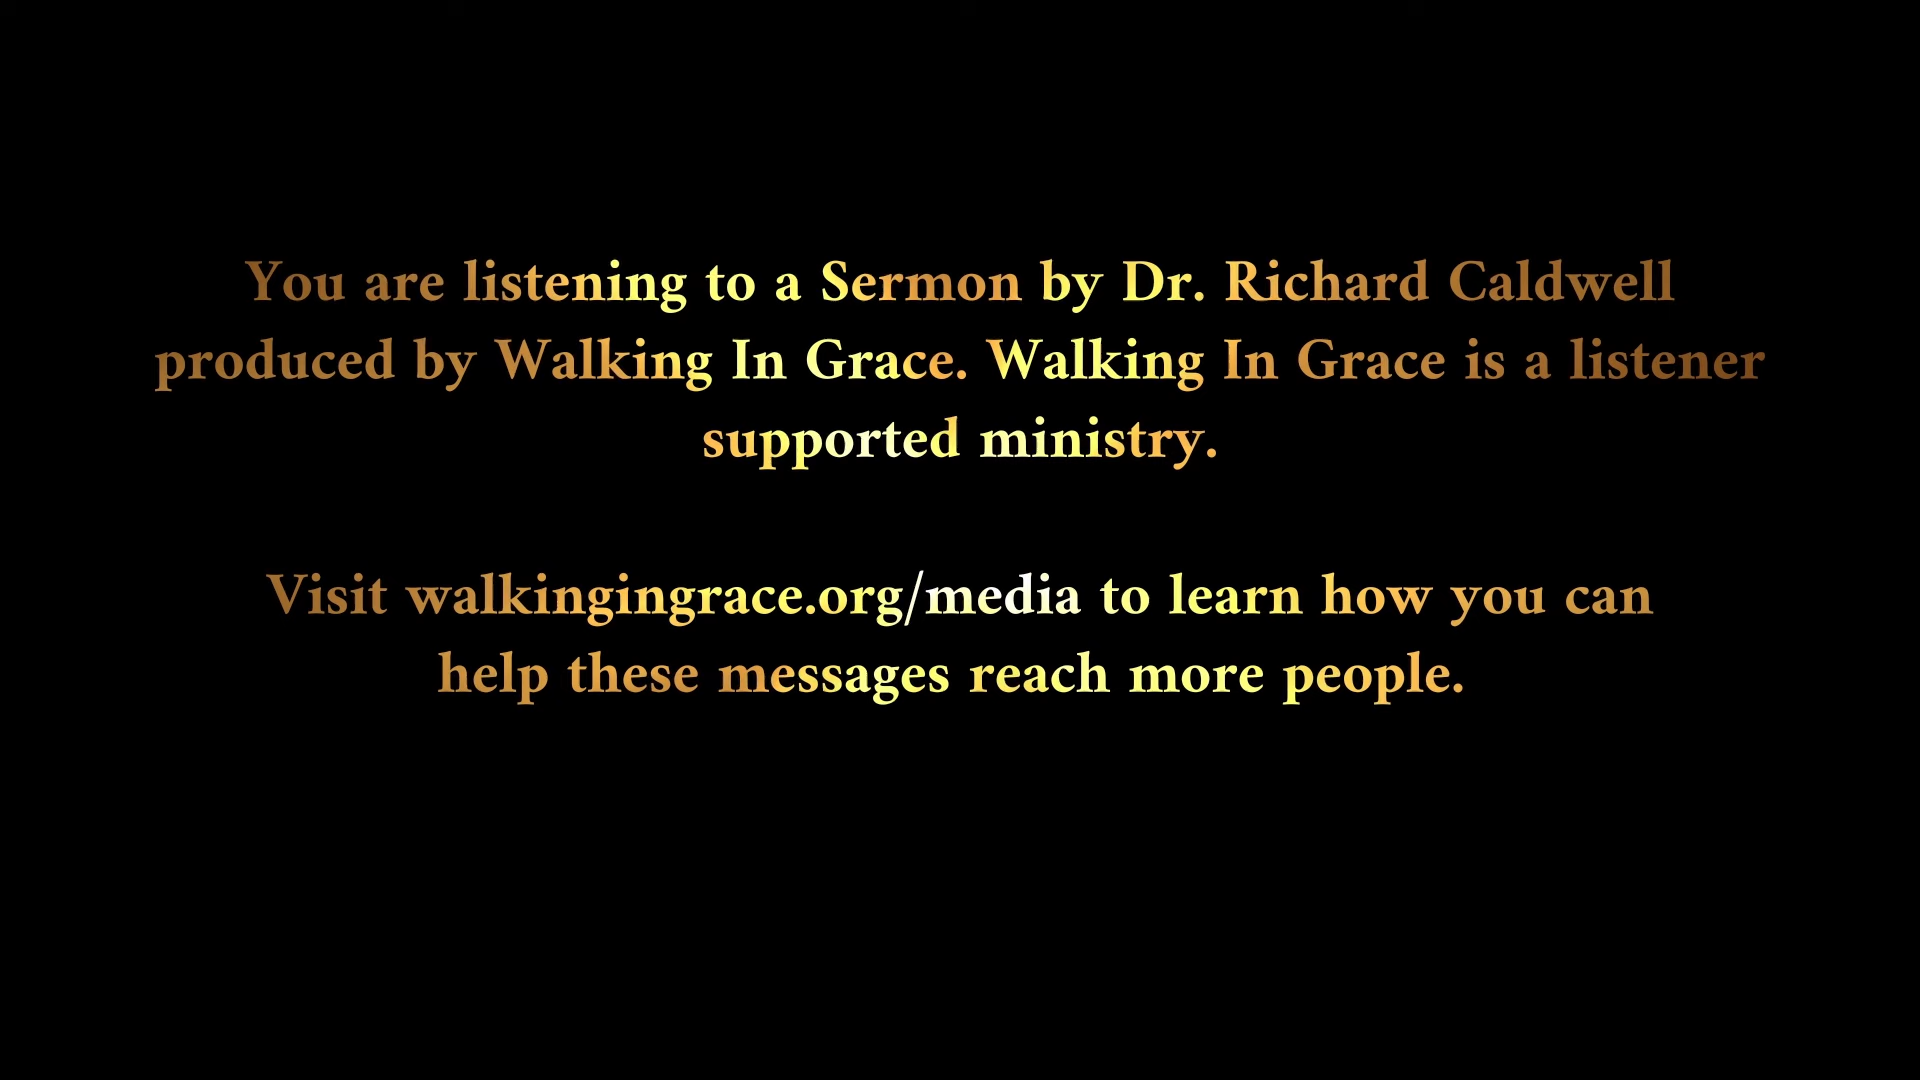 You are listening to a Sermon by Dr. Richard Caldwell
produced by Walking In Grace. Walking In Grace is a listener
supported ministry.
Visit walkingingrace.org/media to learn how you can
help these messages reach more people.